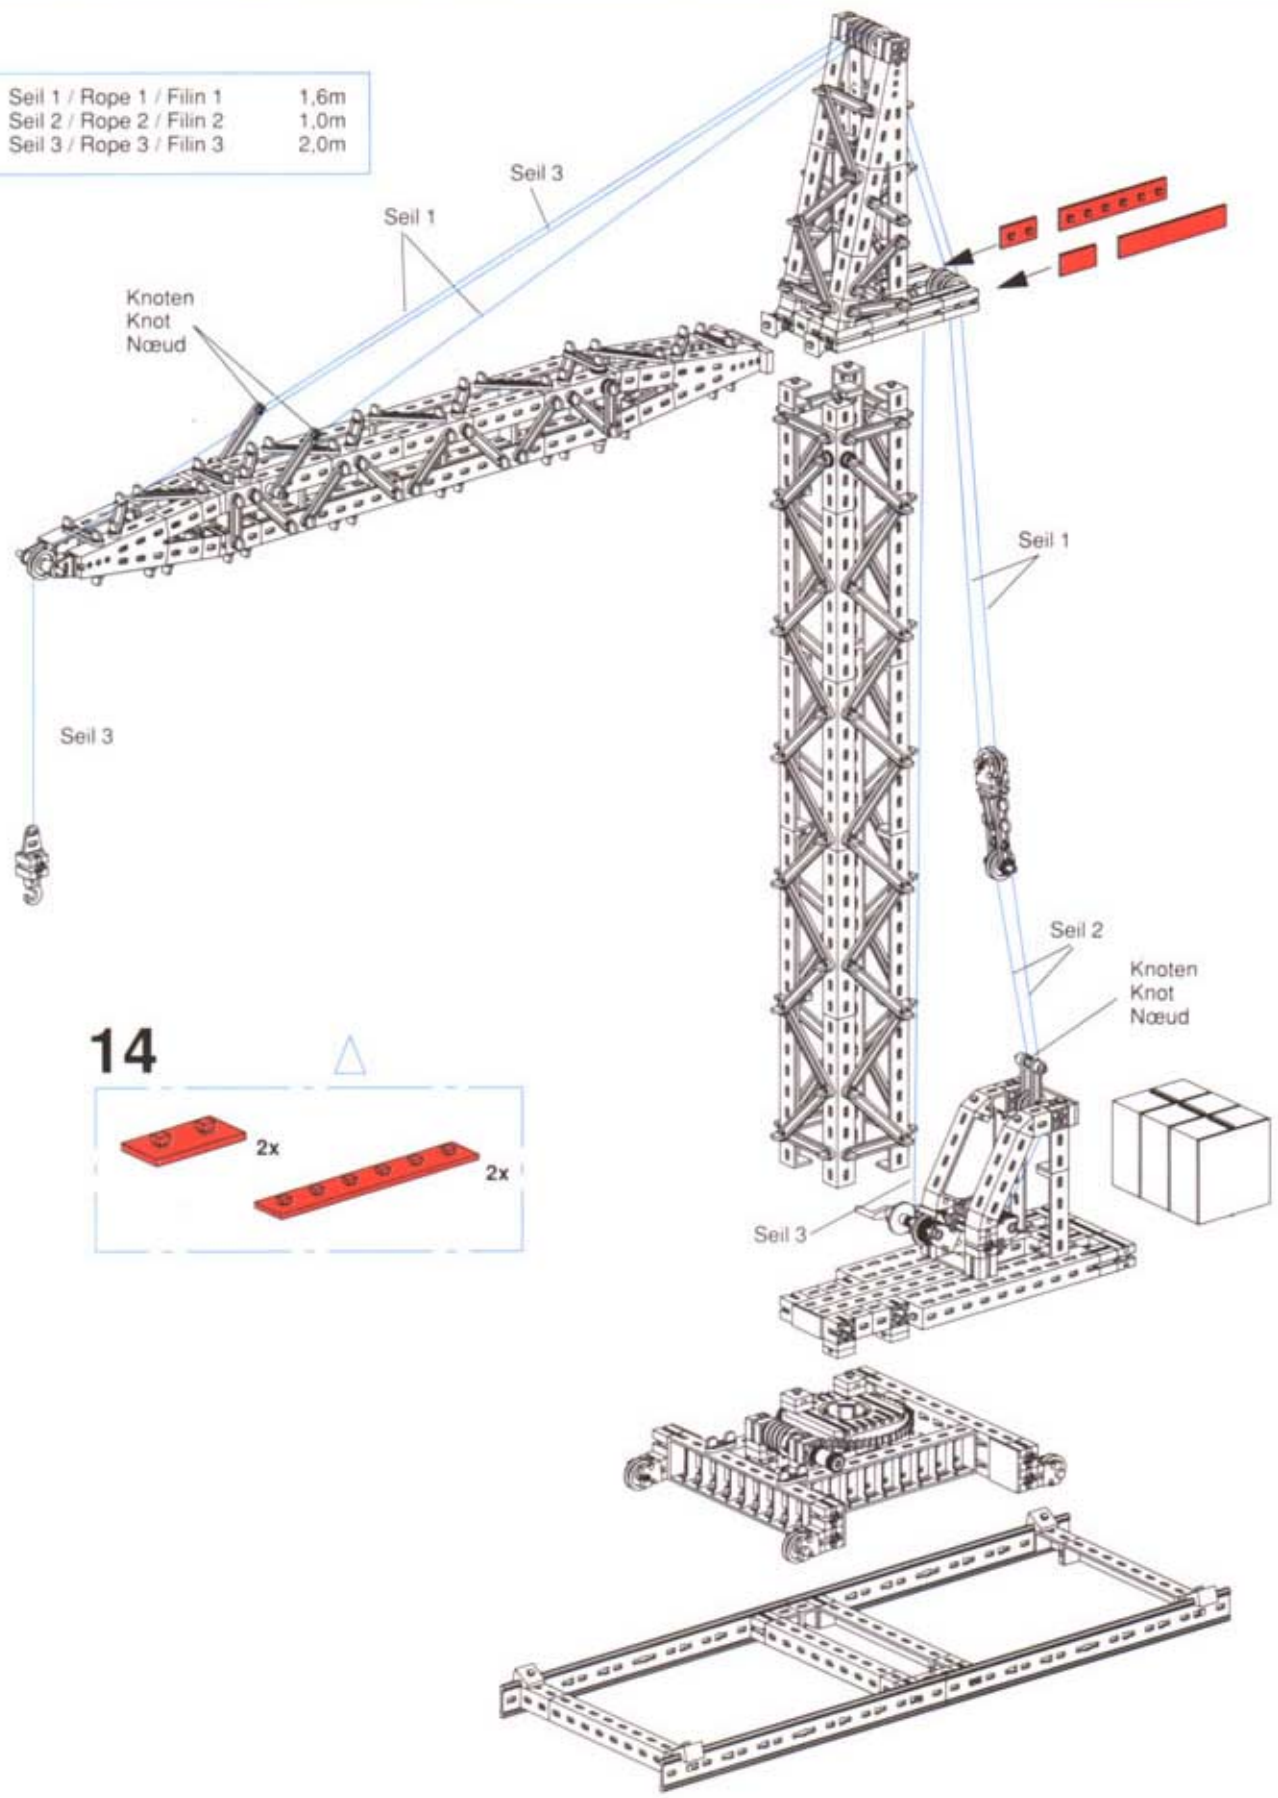 Seil 1 / Rope 1 / Filin 1 1,6m
Seil 2 / Rope 2 / Filin 2 1,0m
Seil 3 / Rope 3 / Filin 3 2,0m
Seil 3
Seil 1
Knoten
Knot
Nœud
Seil 1
Seil 3
Seil 2
Knoten
Knot
Nœud
14
2x
2x
Seil 3